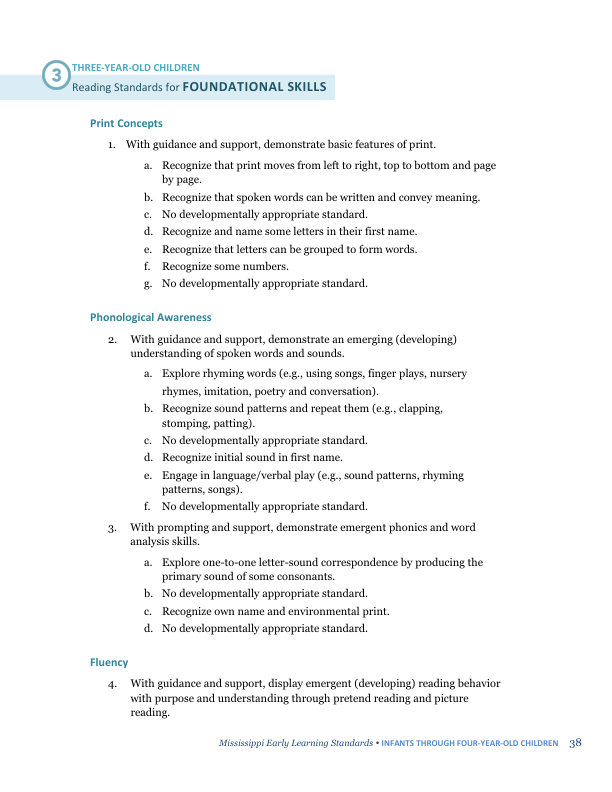 3
THREE-YEAR-OLD CHILDREN
Reading Standards for FOUNDATIONAL SKILLS
Print Concepts
1. With guidance and support, demonstrate basic features of print.
a. Recognize that print moves from left to right, top to bottom and page
by page.
b. Recognize that spoken words can be written and convey meaning.
c. No developmentally appropriate standard.
d. Recognize and name some letters in their first name.
e. Recognize that letters can be grouped to form words.
f. Recognize some numbers.
g. No developmentally appropriate standard.
Phonological Awareness
2. With guidance and support, demonstrate an emerging (developing)
understanding of spoken words and sounds.
a. Explore rhyming words (e.g., using songs, finger plays, nursery
rhymes, imitation, poetry and conversation).
b. Recognize sound patterns and repeat them (e.g., clapping,
stomping, patting).
c. No developmentally appropriate standard.
d. Recognize initial sound in first name.
e. Engage in language/verbal play (e.g., sound patterns, rhyming
patterns, songs).
f. No developmentally appropriate standard.
3. With prompting and support, demonstrate emergent phonics and word
analysis skills.
a. Explore one-to-one letter-sound correspondence by producing the
primary sound of some consonants.
b. No developmentally appropriate standard.
c. Recognize own name and environmental print.
d. No developmentally appropriate standard.
Fluency
4. With guidance and support, display emergent (developing) reading behavior
with purpose and understanding through pretend reading and picture
reading.
Mississippi Early Learning Standards • INFANTS THROUGH FOUR-YEAR-OLD CHILDREN 38